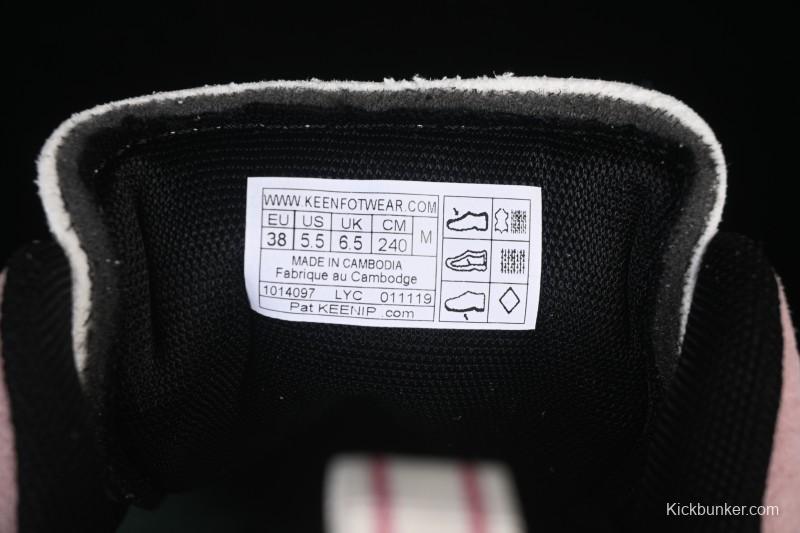 WWW.KEENFOTWEAR.COM
EU US UK CM M
38 5.5 6.5 240
MADE IN CAMBODIA
Fabrique au Cambodge
1014097 LYC 011119
Pat KEENIP .com
Kickbunker.com